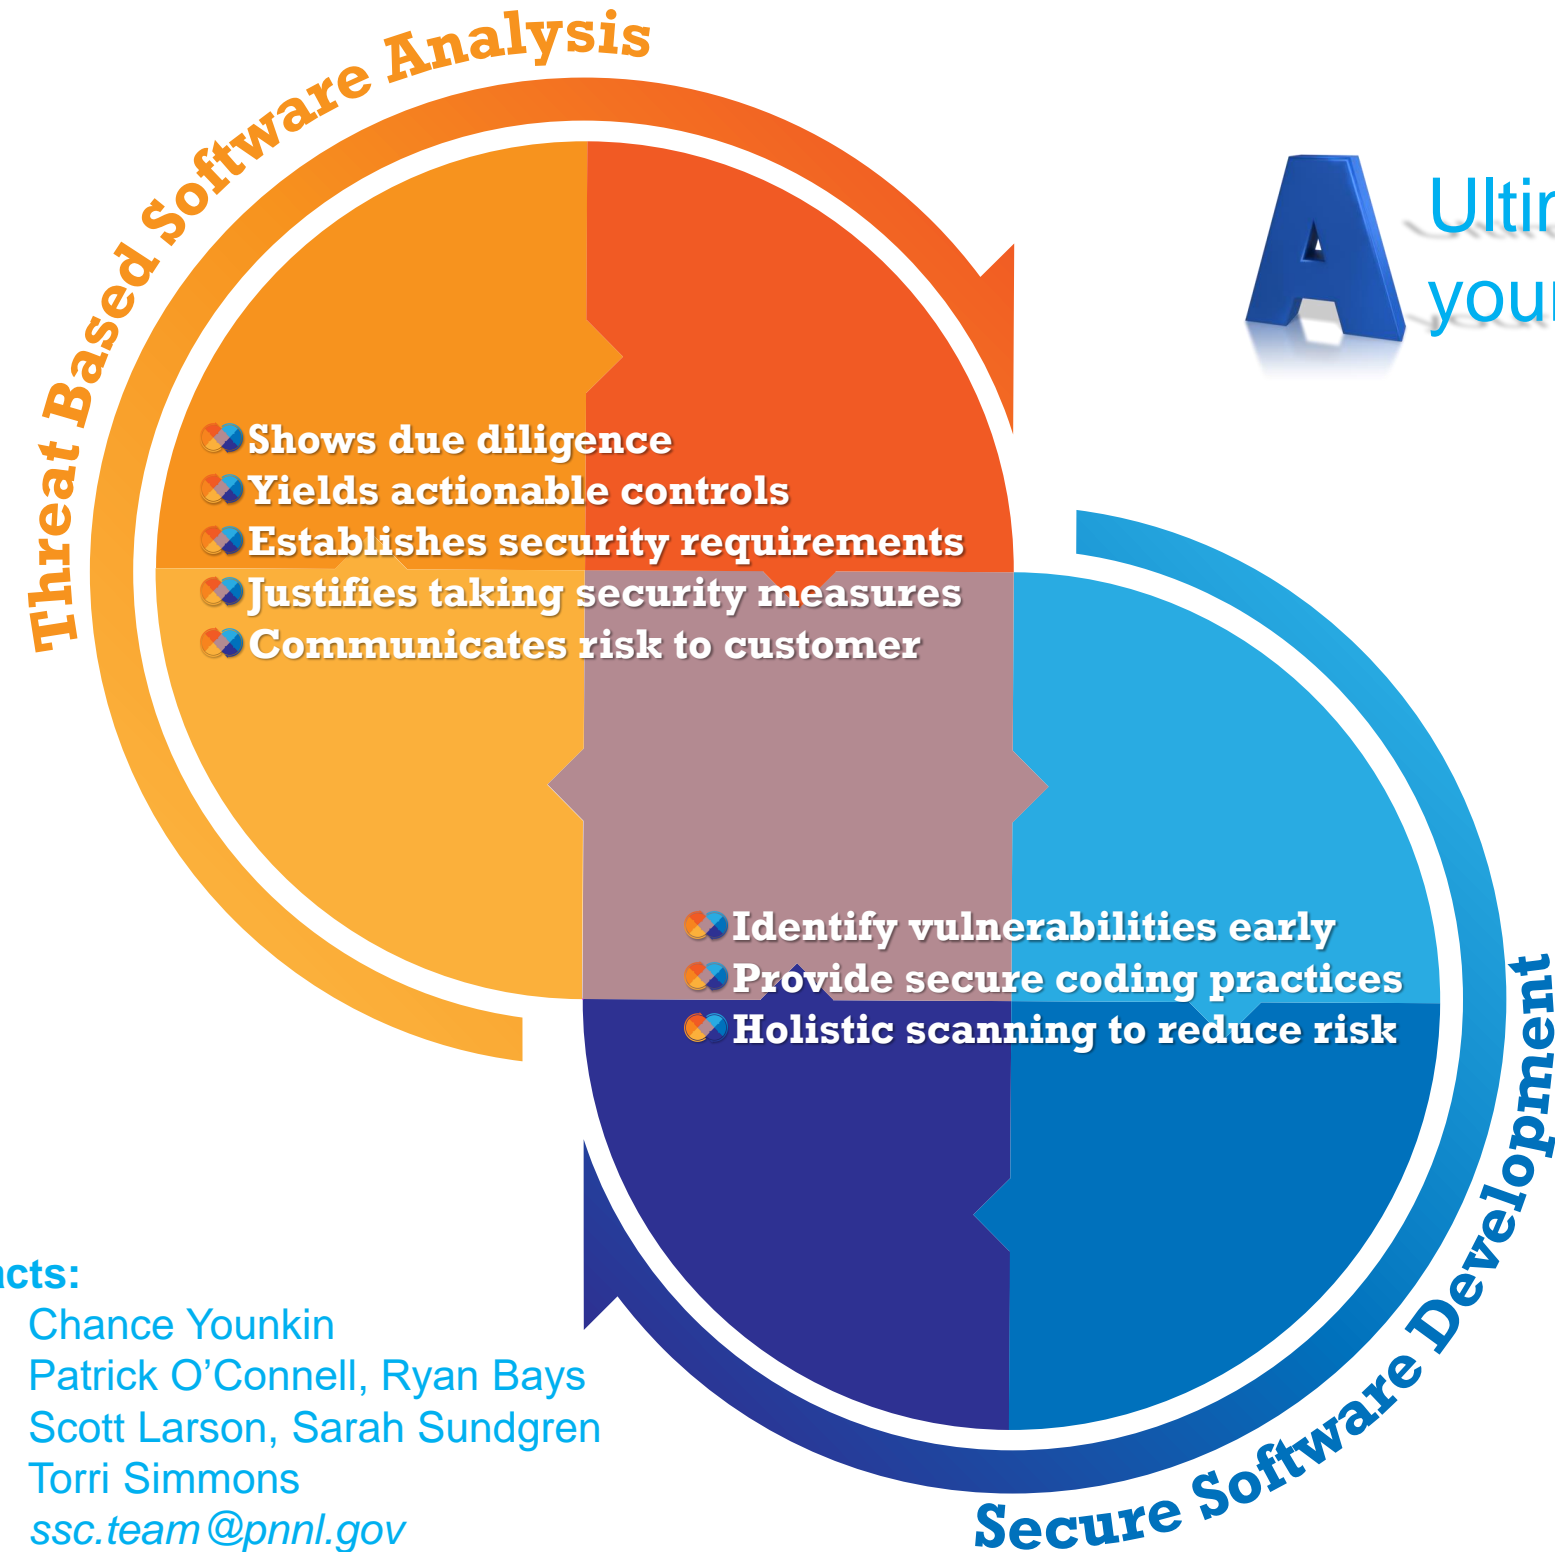 Threat Based Software Analysis
A
your
Shows due diligence
Yields actionable controls
Establishes security requirements
Justifies taking security measures
Communicates risk to customer
Identify vulnerabilities early
Provide secure coding practices
Holistic scanning to reduce risk
Secure Software Development
Chance Younkin
Patrick O’Connell, Ryan Bays
Scott Larson, Sarah Sundgren
Torri Simmons
ssc.team@pnnl.gov